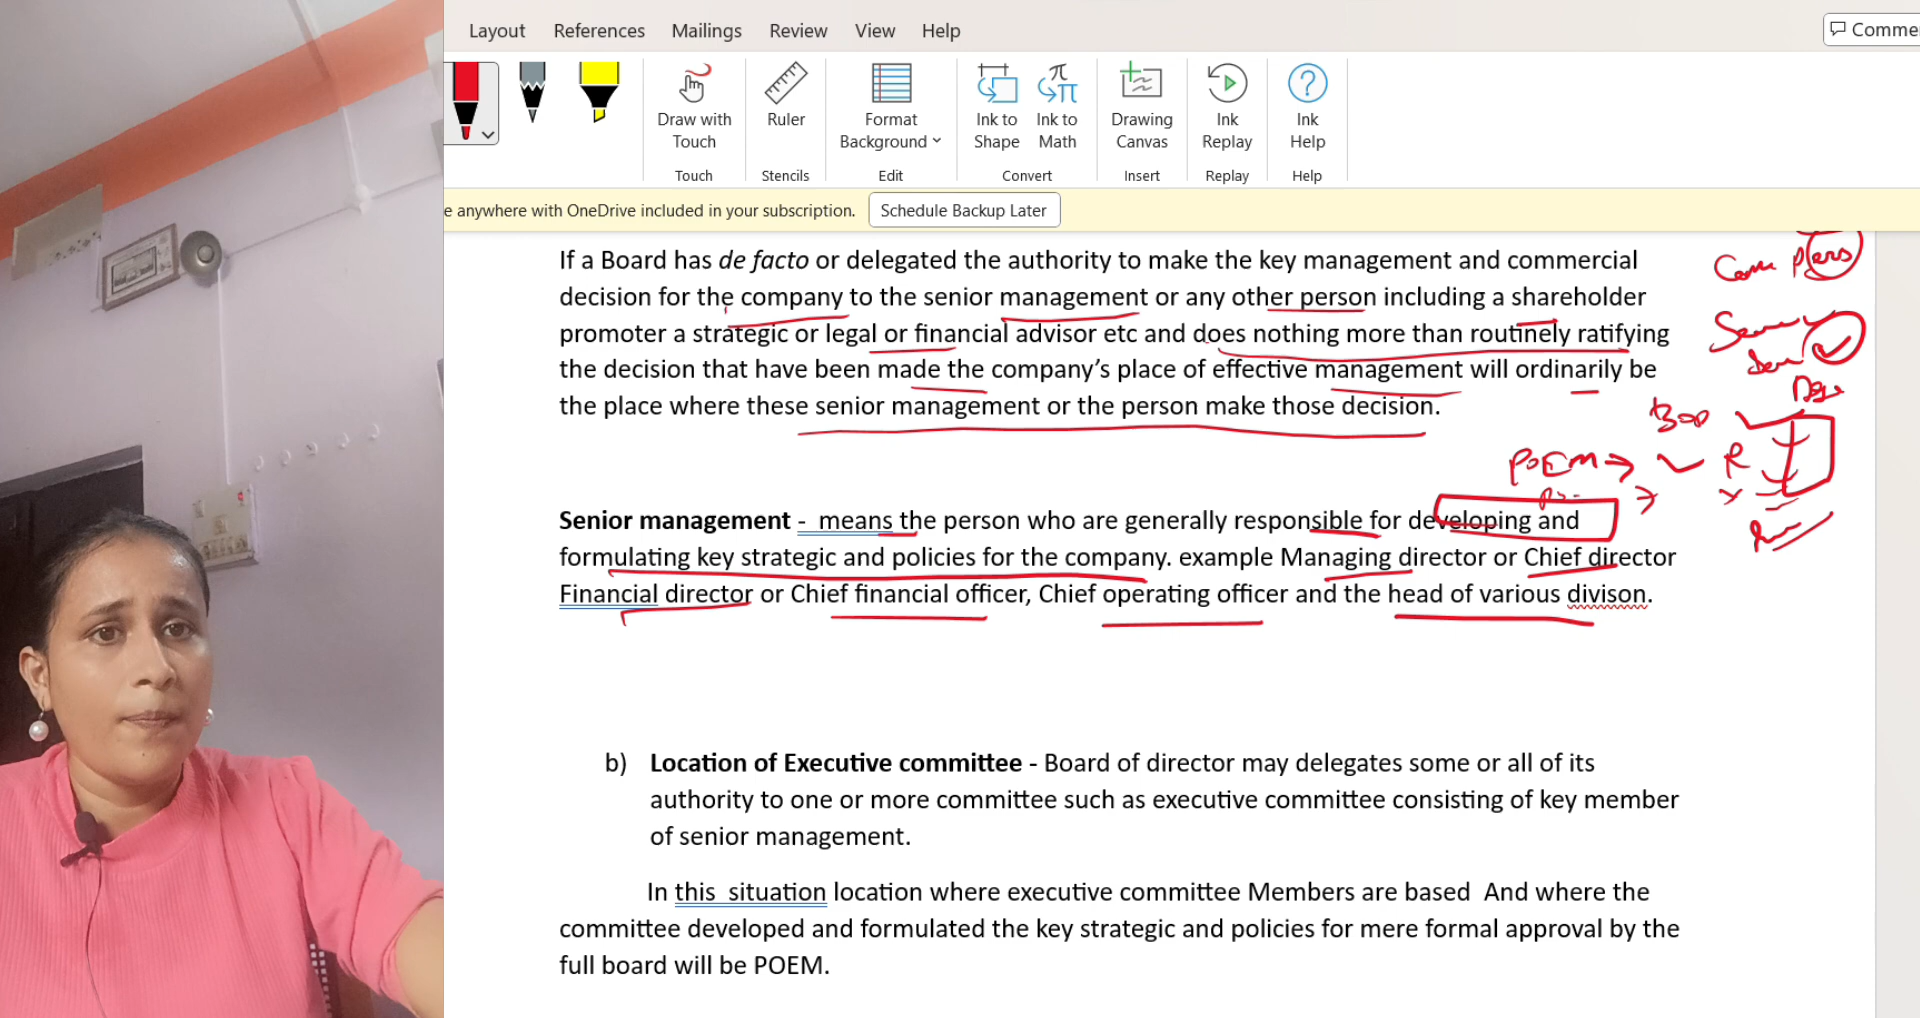 Layout References Mailings Review View Help
Comme
Draw with Touch
Ruler
Format Background
Ink to Shape
Ink to Math
Drawing Canvas
Ink Replay
Ink Help
Touch Stencils Edit Convert Insert Replay Help
e anywhere with OneDrive included in your subscription. Schedule Backup Later
If a Board has de facto or delegated the authority to make the key management and commercial
decision for the company to the senior management or any other person including a shareholder
promoter a strategic or legal or financial advisor etc and does nothing more than routinely ratifying
the decision that have been made the company’s place of effective management will ordinarily be
the place where these senior management or the person make those decision.
POEM
R
Senior management - means the person who are generally responsible for developing and
formulating key strategic and policies for the company. example Managing director or Chief director
Financial director or Chief financial officer, Chief operating officer and the head of various divison.
b) Location of Executive committee - Board of director may delegates some or all of its
authority to one or more committee such as executive committee consisting of key member
of senior management.
In this situation location where executive committee Members are based And where the
committee developed and formulated the key strategic and policies for mere formal approval by the
full board will be POEM.